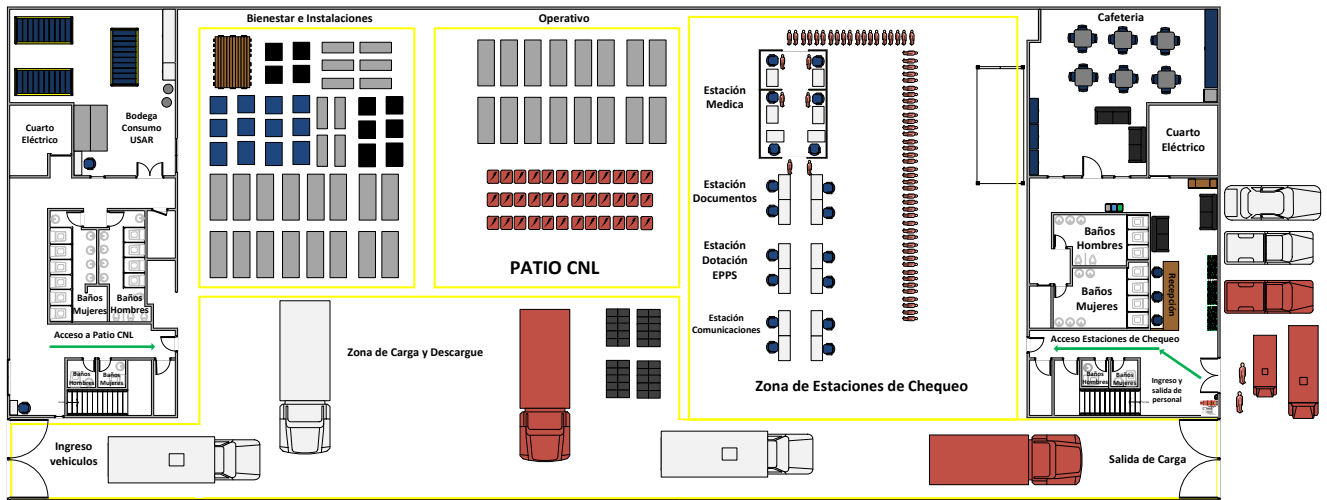 Bienestar e Instalaciones
Operativo
Cafeteria
Estación
Medica
Cuarto
Eléctrico
Bodega
Consumo
USAR
Cuarto
Eléctrico
Estación
Documentos
Baños
Hombres
Estación
Dotación
EPPS
PATIO CNL
Baños
Mujeres
Recepción
Baños
Mujeres
Baños
Hombres
Estación
Comunicaciones
Acceso a Patio CNL
Acceso Estaciones de Chequeo
Zona de Carga y Descargue
Baños
Hombres
Baños
Mujeres
Zona de Estaciones de Chequeo
Baños
Hombres
Baños
Mujeres
Ingreso y
salida de
personal
Ingreso
vehiculos
Salida de Carga